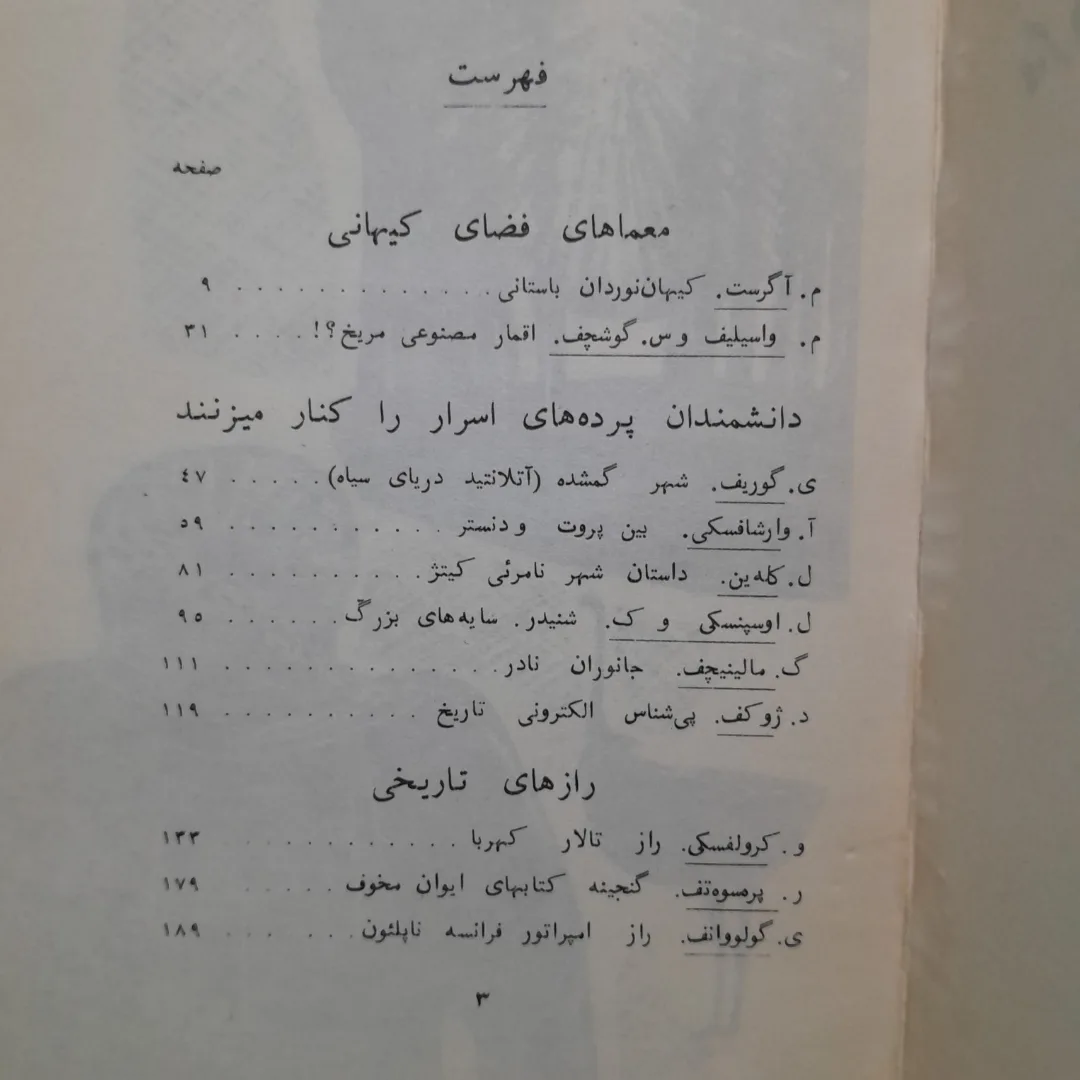 فهرست
صفحه
معماهای فضای کیهانی
م. آگرست. کیهان‌نوردان باستانی . . . . . . . . . . . . . ۹
م. واسیلیف و س. گوشچف. اقمار مصنوعی مریخ؟! . . . . ۳۱
دانشمندان پرده‌های اسرار را کنار میزنند
ی. گوریف. شهر گمشده (آتلانتید دریای سیاه) . . . . . ٤۷
آ. وارشافسکی. بین پروت و دنستر . . . . . . . . . . . ۵۹
ل. کله‌ین. داستان شهر نامرئی کیتژ . . . . . . . . . . ۸۱
ل. اوسپنسکی و ک. شنیدر. سایه‌های بزرگ . . . . . . ۹۵
گ. مالینیچف. جانوران نادر . . . . . . . . . . . . . . ۱۱۱
د. ژوکف. پی‌شناس الکترونی تاریخ . . . . . . . . . . ۱۱۹
رازهای تاریخی
و. کرولفسکی. راز تالار کهربا . . . . . . . . . . . . ۱۳۳
ر. پرمسوه‌تف. گنجینه کتابهای ایوان مخوف . . . . . ۱۷۹
ی. گولووانف. راز امپراتور فرانسه ناپلئون . . . . . . ۱۸۹
۳